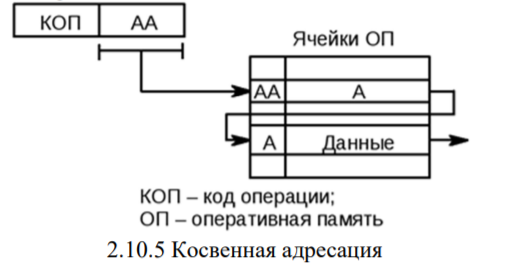 КОП АА
Ячейки ОП
АА А
А Данные
КОП – код операции;
ОП – оперативная память
2.10.5 Косвенная адресация